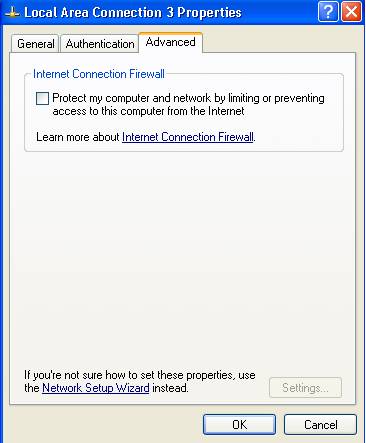 Local Area Connection 3 Properties
General Authentication Advanced
Internet Connection Firewall
Protect my computer and network by limiting or preventing
access to this computer from the Internet
Learn more about Internet Connection Firewall.
If you're not sure how to set these properties, use
the Network Setup Wizard instead.
Settings...
OK Cancel